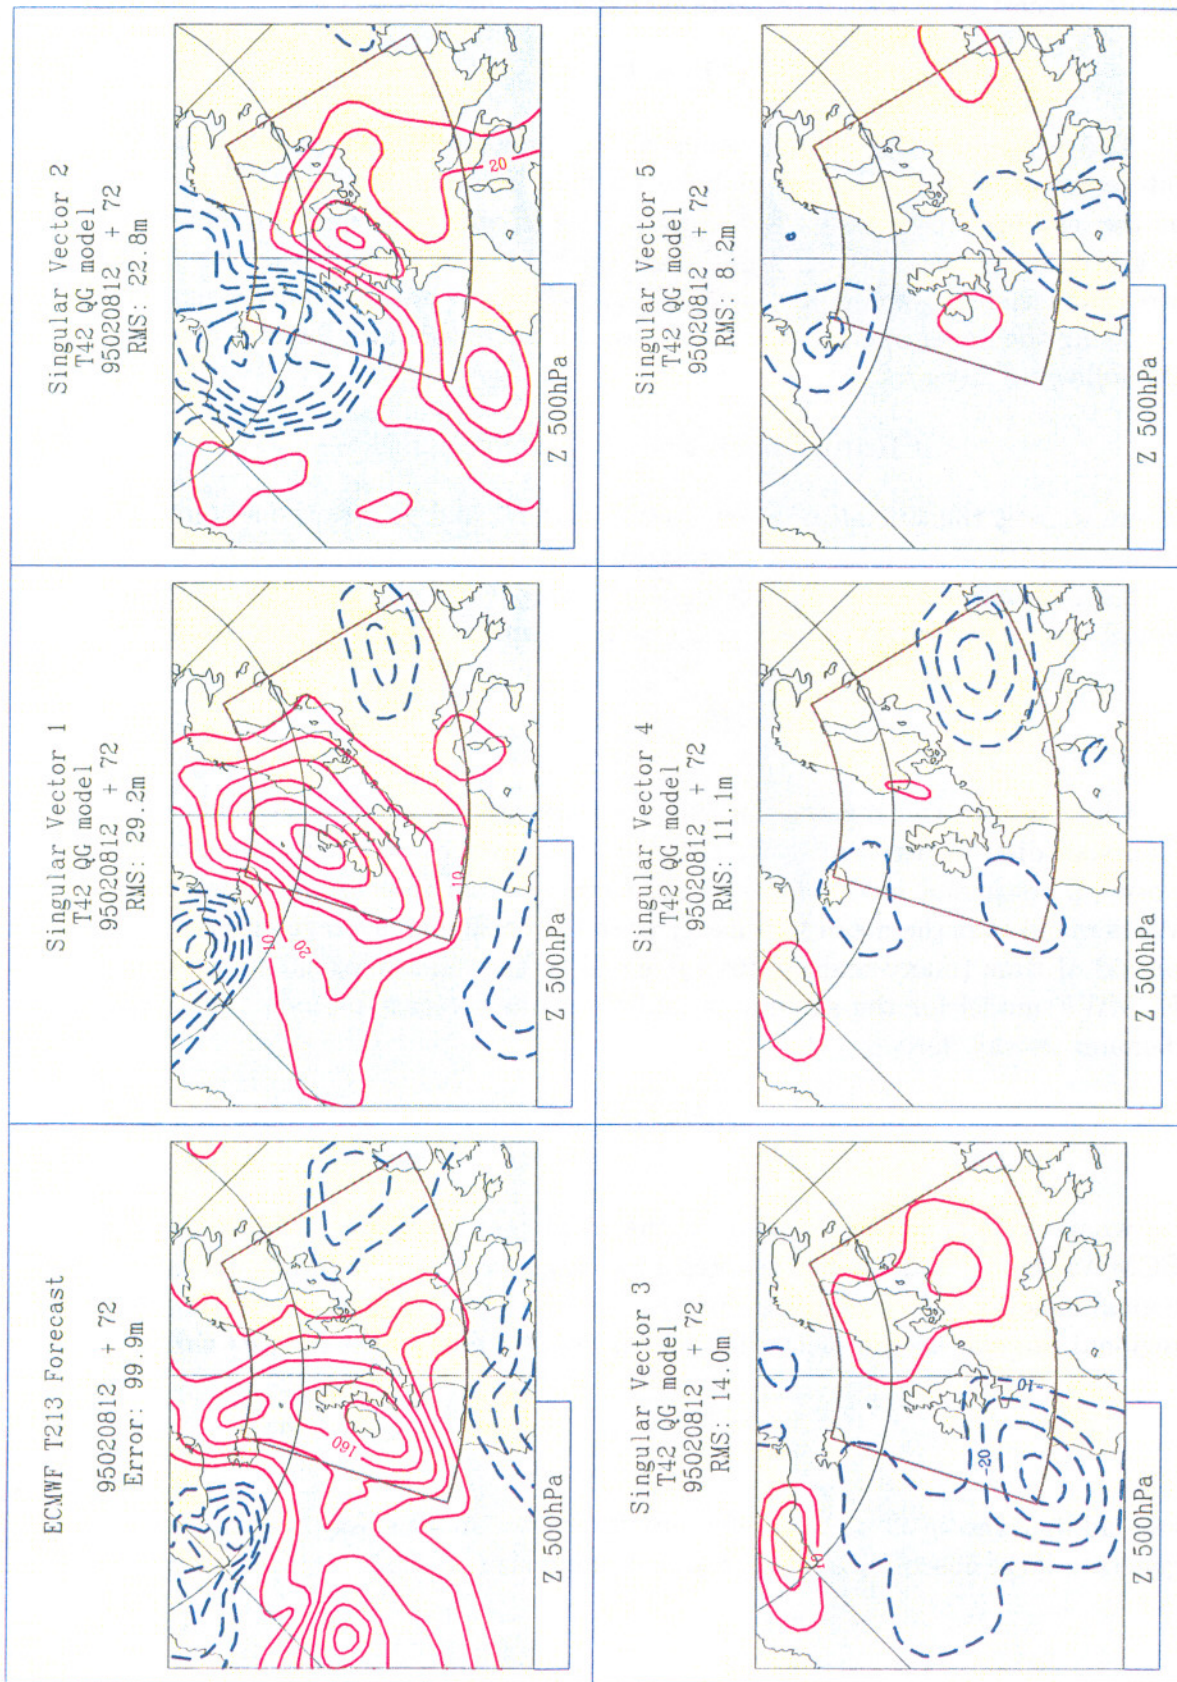 ECMWF T213 Forecast
95020812 + 72
Error: 99.9m
160
Z 500hPa
Singular Vector 1
T42 QG model
95020812 + 72
RMS: 29.2m
10
20
10
Z 500hPa
Singular Vector 2
T42 QG model
95020812 + 72
RMS: 22.8m
20
Z 500hPa
Singular Vector 3
T42 QG model
95020812 + 72
RMS: 14.0m
10
-20
-10
Z 500hPa
Singular Vector 4
T42 QG model
95020812 + 72
RMS: 11.1m
Z 500hPa
Singular Vector 5
T42 QG model
95020812 + 72
RMS: 8.2m
Z 500hPa